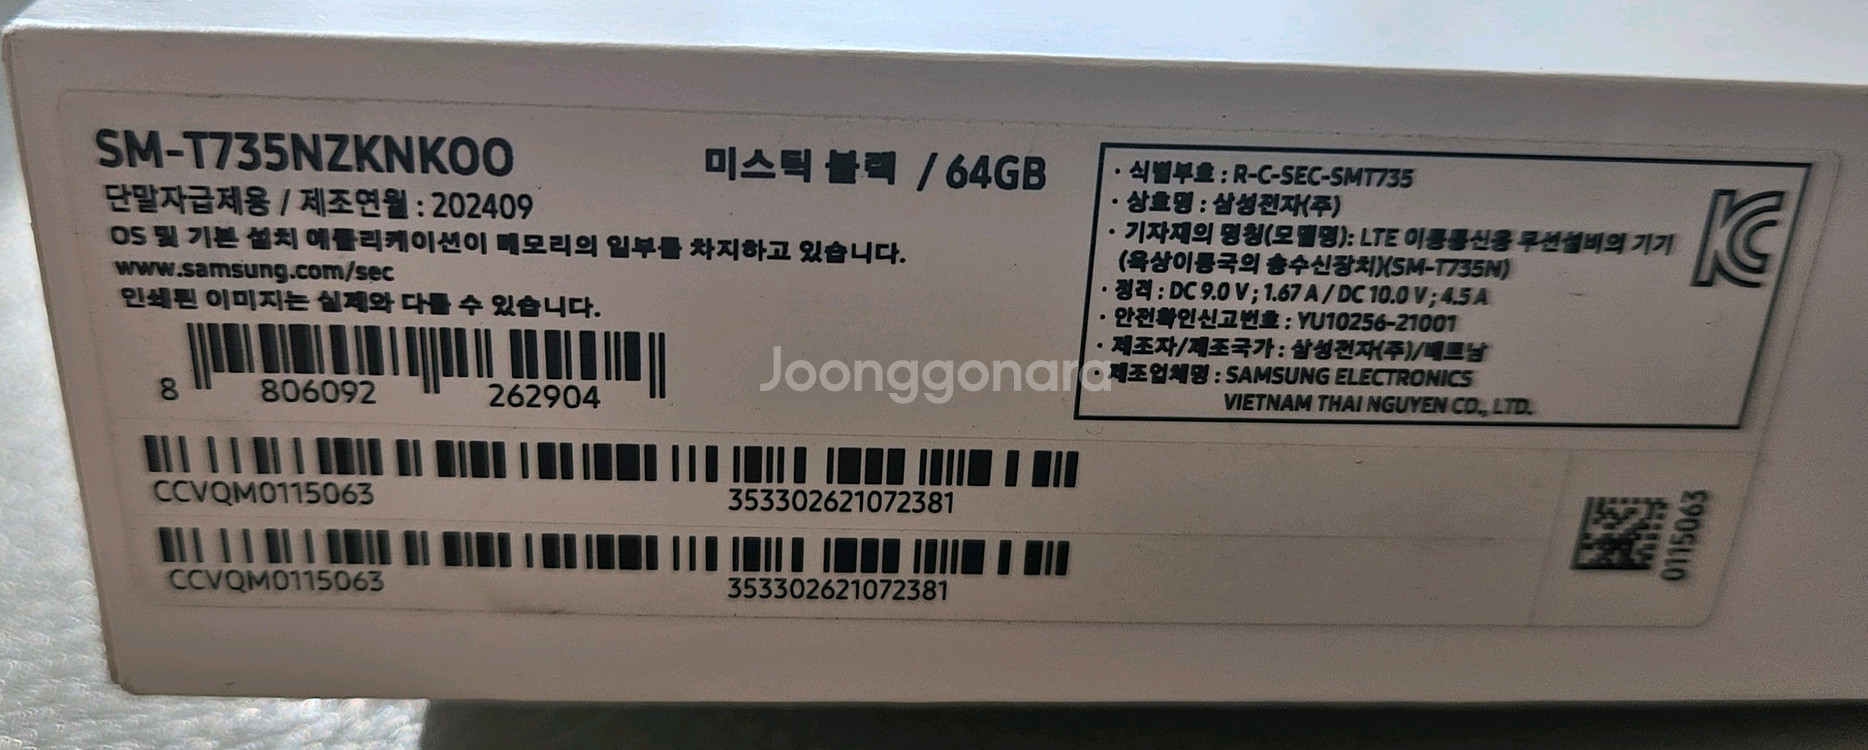 SM-T735NZKNKOO
미스틱 블랙 / 64GB
단말자급제용 / 제조연월 : 202409
OS 및 기본 설치 애플리케이션이 메모리의 일부를 차지하고 있습니다.
www.samsung.com/sec
인쇄된 이미지는 실제와 다를 수 있습니다.
8 806092 262904
· 식별부호 : R-C-SEC-SMT735
· 상호명 : 삼성전자(주)
· 기자재의 명칭(모델명): LTE 이동통신용 무선설비의 기기
(육상이동국의 송수신장치)(SM-T735N)
· 정격 : DC 9.0 V ; 1.67 A / DC 10.0 V ; 4.5 A
· 안전확인신고번호 : YU10256-21001
· 제조자/제조국가 : 삼성전자(주)/베트남
· 제조업체명 : SAMSUNG ELECTRONICS
VIETNAM THAI NGUYEN CO., LTD.
KC
Joonggonara
CCVQM0115063 353302621072381
CCVQM0115063 353302621072381
0115063